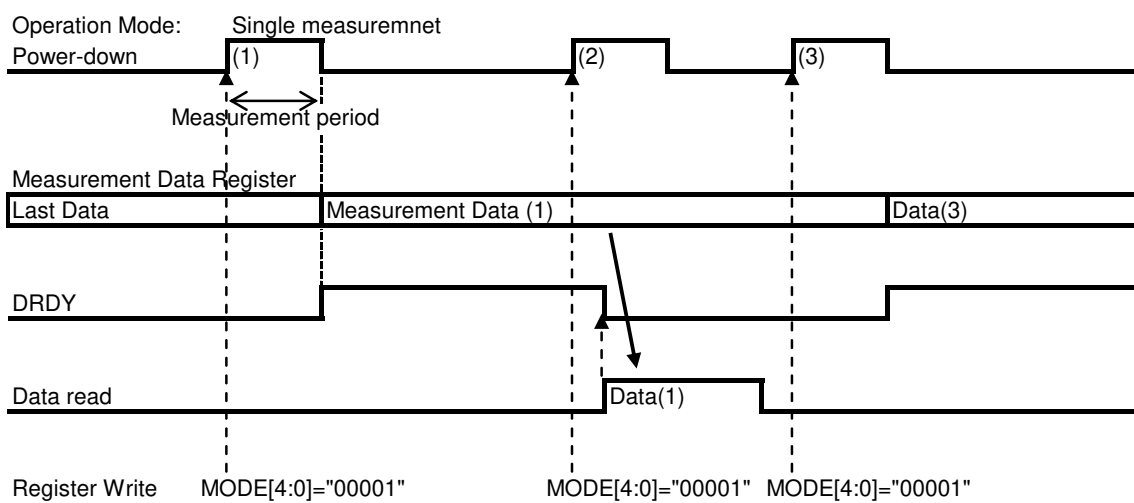 Operation Mode: Single measuremnet
Power-down (1) (2) (3)
Measurement period
Measurement Data Register
Last Data Measurement Data (1) Data(3)
DRDY
Data read Data(1)
Register Write MODE[4:0]="00001" MODE[4:0]="00001" MODE[4:0]="00001"